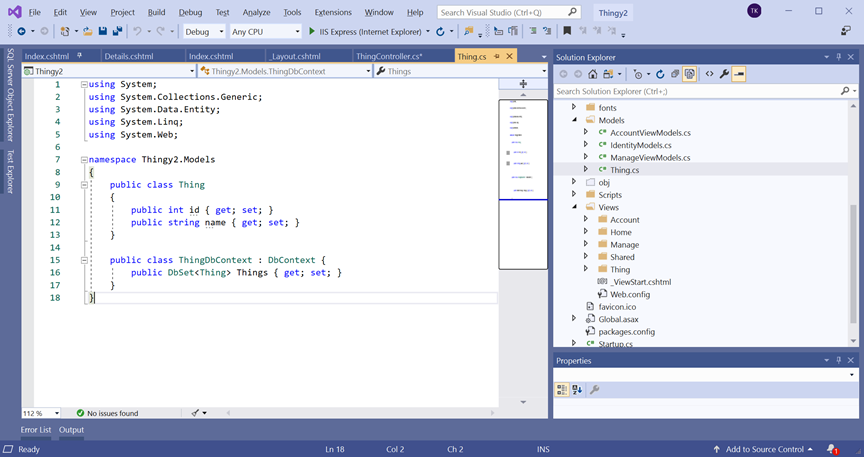 File Edit View Project Build Debug Test Analyze Tools Extensions Window Help Search Visual Studio (Ctrl+Q) Thingy2 TK
Debug Any CPU IIS Express (Internet Explorer)
Index.cshtml Details.cshtml Index.cshtml _Layout.cshtml ThingController.cs* Thing.cs
Thingy2 Thingy2.Models.ThingDbContext Things
SQL Server Object Explorer
Test Explorer
1 using System;
2 using System.Collections.Generic;
3 using System.Data.Entity;
4 using System.Linq;
5 using System.Web;
6
7 namespace Thingy2.Models
8 {
9 public class Thing
10 {
11 public int id { get; set; }
12 public string name { get; set; }
13 }
14
15 public class ThingDbContext : DbContext {
16 public DbSet<Thing> Things { get; set; }
17 }
18 }
112 % No issues found
Solution Explorer
Search Solution Explorer (Ctrl+;)
fonts
Models
AccountViewModels.cs
IdentityModels.cs
ManageViewModels.cs
Thing.cs
obj
Scripts
Views
Account
Home
Manage
Shared
Thing
_ViewStart.cshtml
Web.config
favicon.ico
Global.asax
packages.config
Startup.cs
Properties
Error List Output
Ready Ln 18 Col 2 Ch 2 INS Add to Source Control 1